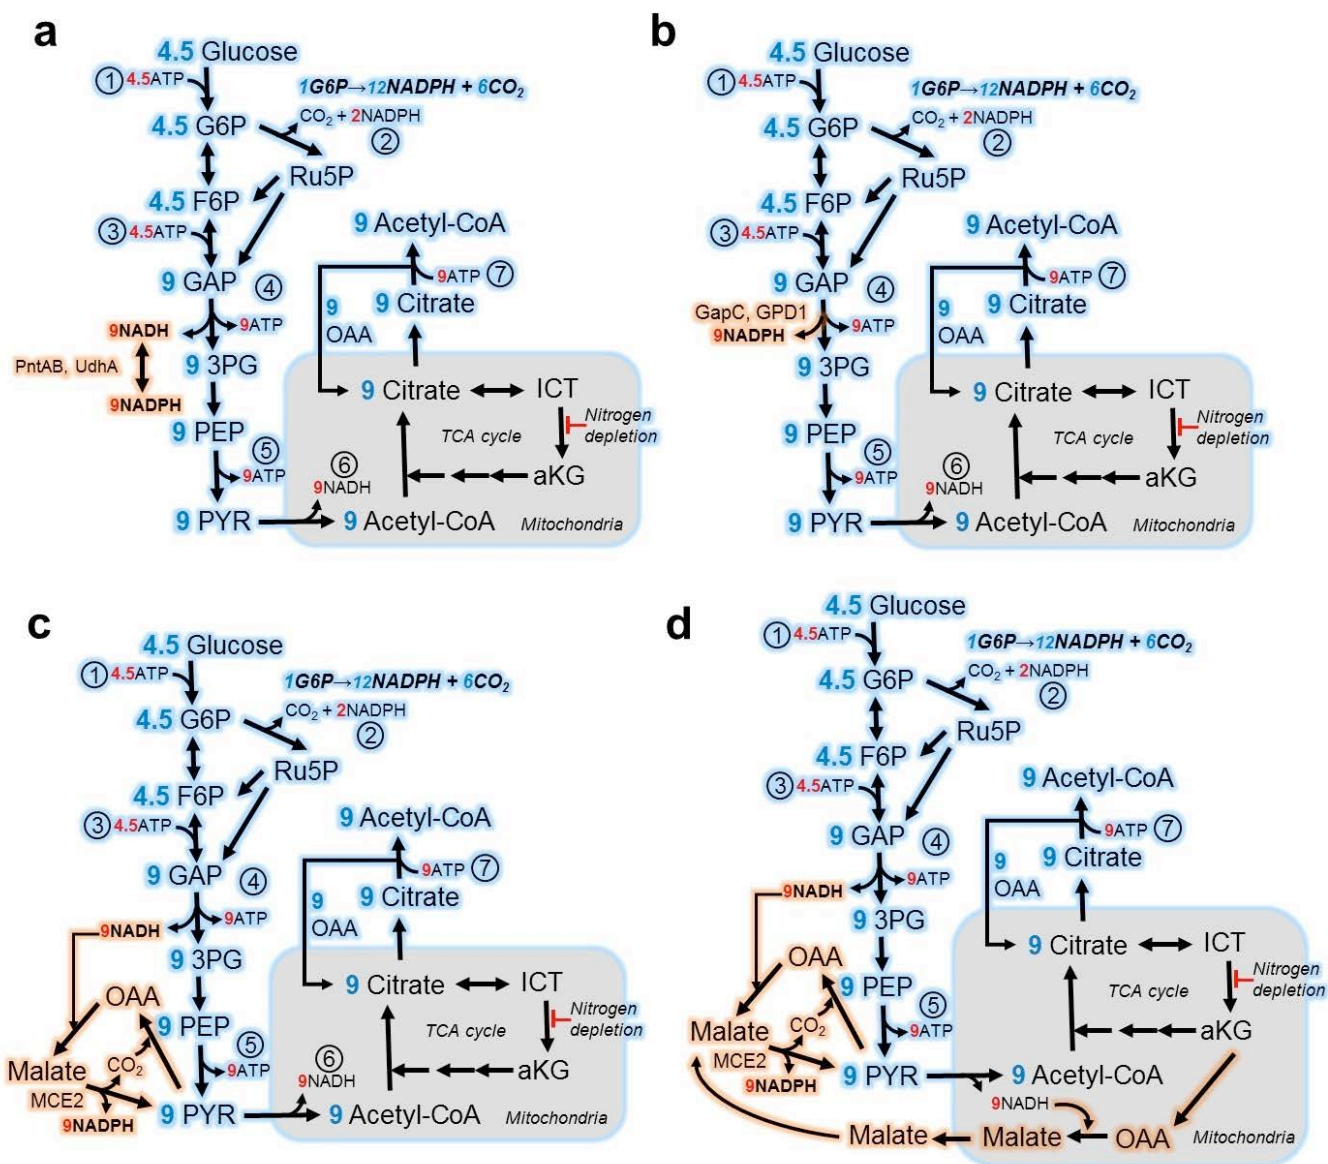 a
4.5 Glucose
① 4.5ATP
1G6P→12NADPH + 6CO₂
4.5 G6P
CO₂ + 2NADPH
②
Ru5P
4.5 F6P
③ 4.5ATP
9 Acetyl-CoA
9ATP ⑦
9 GAP ④
9 Citrate
9
OAA
9NADH
9ATP
PntAB, UdhA
9NADPH
9 3PG
9 Citrate
ICT
Nitrogen
depletion
TCA cycle
9 PEP
⑤
9ATP
⑥
9NADH
aKG
9 PYR
9 Acetyl-CoA
Mitochondria
b
4.5 Glucose
① 4.5ATP
1G6P→12NADPH + 6CO₂
4.5 G6P
CO₂ + 2NADPH
②
Ru5P
4.5 F6P
③ 4.5ATP
9 Acetyl-CoA
9ATP ⑦
9 GAP ④
9 Citrate
9
OAA
GapC, GPD1
9NADPH
9ATP
9 3PG
9 Citrate
ICT
Nitrogen
depletion
TCA cycle
9 PEP
⑤
9ATP
⑥
9NADH
aKG
9 PYR
9 Acetyl-CoA
Mitochondria
c
4.5 Glucose
① 4.5ATP
1G6P→12NADPH + 6CO₂
4.5 G6P
CO₂ + 2NADPH
②
Ru5P
4.5 F6P
③ 4.5ATP
9 Acetyl-CoA
9ATP ⑦
9 GAP ④
9 Citrate
9
OAA
9NADH
9ATP
9 3PG
9 Citrate
ICT
Nitrogen
depletion
TCA cycle
OAA
9 PEP
⑤
9ATP
⑥
9NADH
aKG
Malate
CO₂
MCE2
9NADPH
9 PYR
9 Acetyl-CoA
Mitochondria
d
4.5 Glucose
① 4.5ATP
1G6P→12NADPH + 6CO₂
4.5 G6P
CO₂ + 2NADPH
②
Ru5P
4.5 F6P
③ 4.5ATP
9 Acetyl-CoA
9ATP ⑦
9 GAP ④
9 Citrate
9
OAA
9NADH
9ATP
9 3PG
9 Citrate
ICT
Nitrogen
depletion
TCA cycle
OAA
9 PEP
⑤
9ATP
aKG
Malate
CO₂
MCE2
9NADPH
9 PYR
9 Acetyl-CoA
9NADH
Malate
Malate
OAA
Mitochondria